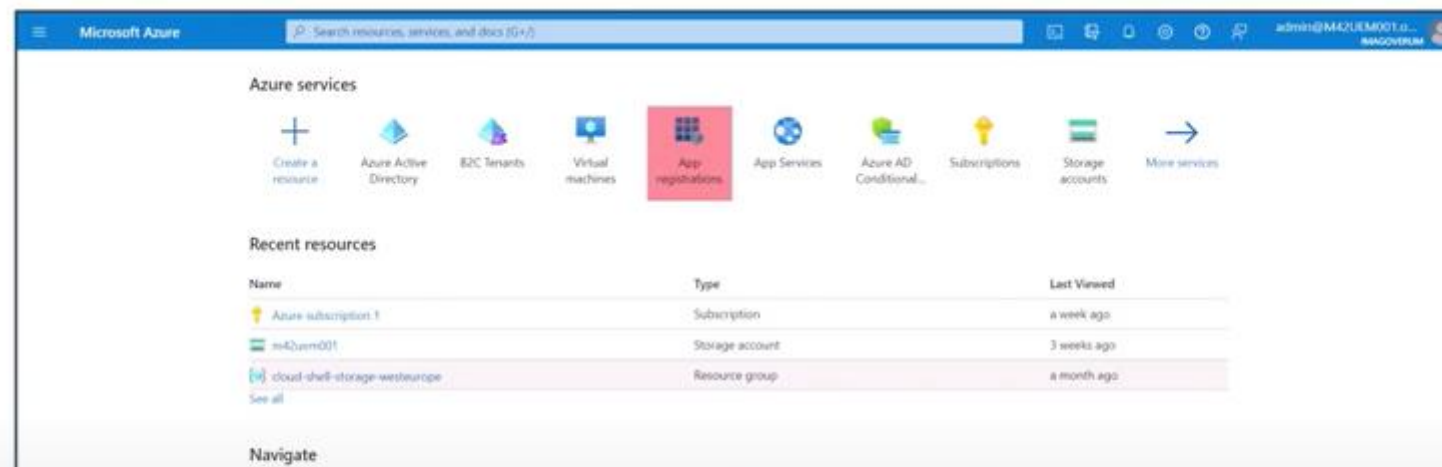 Microsoft Azure
Search resources, services, and docs (G+/)
admin@M42UEM001.o...
IMAGOVERUM
Azure services
Create a resource
Azure Active Directory
B2C Tenants
Virtual machines
App registrations
App Services
Azure AD Conditional...
Subscriptions
Storage accounts
More services
Recent resources
Name Type Last Viewed
Azure subscription 1 Subscription a week ago
m42uem001 Storage account 3 weeks ago
cloud-shell-storage-westeurope Resource group a month ago
See all
Navigate